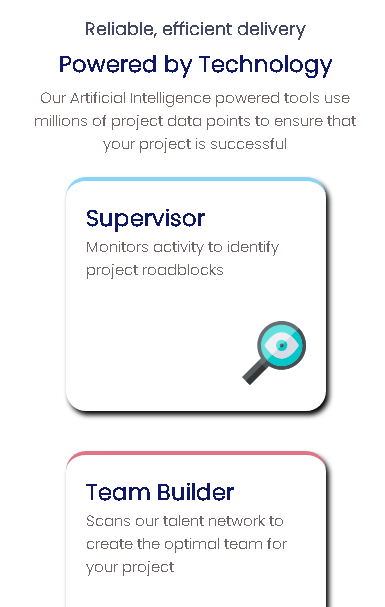 Reliable, efficient delivery
Powered by Technology
Our Artificial Intelligence powered tools use
millions of project data points to ensure that
your project is successful
Supervisor
Monitors activity to identify
project roadblocks
Team Builder
Scans our talent network to
create the optimal team for
your project